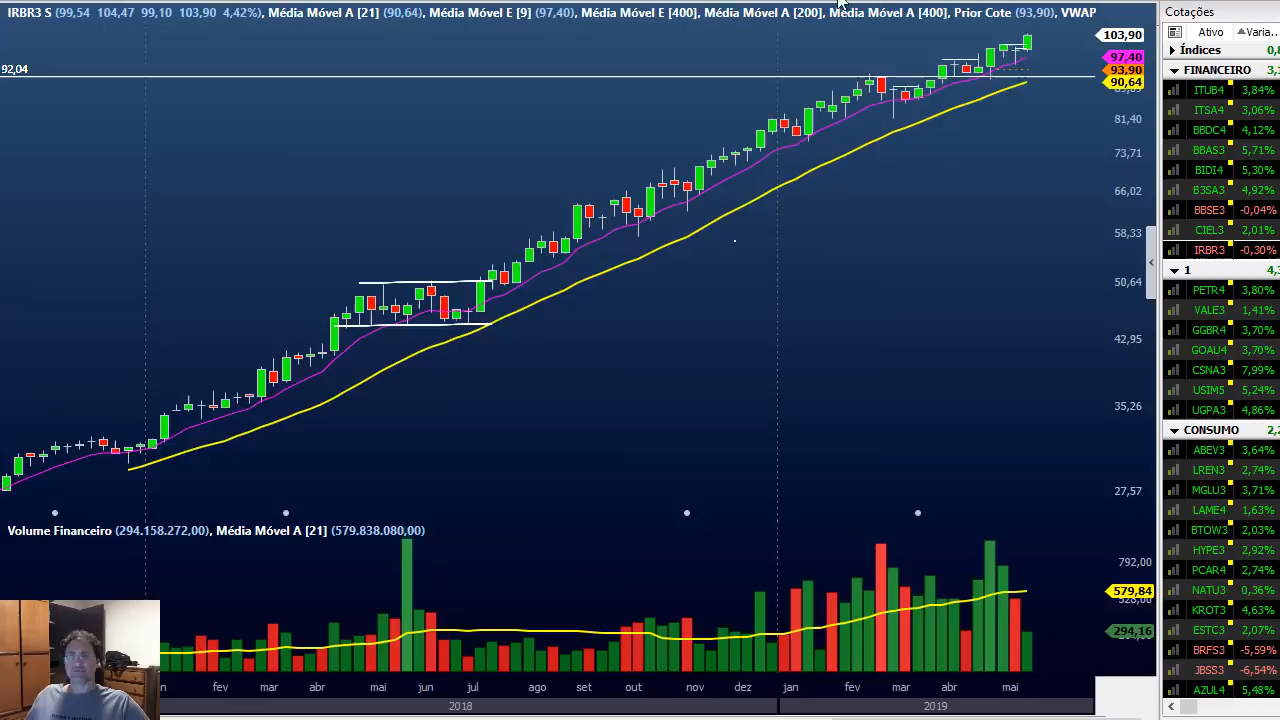 IRBR3 S (99,54 104,47 99,10 103,90 4,42%), Média Móvel A [21] (90,64), Média Móvel E [9] (97,40), Média Móvel E [400], Média Móvel A [200], Média Móvel A [400], Prior Cote (93,90), VWAP
92,04
103,90
97,40
93,90
90,64
81,40
73,71
66,02
58,33
50,64
42,95
35,26
27,57
Volume Financeiro (294.158.272,00), Média Móvel A [21] (579.838.080,00)
792,00
579,84
294,16
fev mar abr mai jun jul ago set out nov dez jan fev mar abr mai
2018 2019
Cotações
Ativo Varia...
Índices
FINANCEIRO
ITUB4 3,84%
ITSA4 3,06%
BBDC4 4,12%
BBAS3 5,71%
BIDI4 5,30%
B3SA3 4,92%
BBSE3 -0,04%
CIEL3 2,01%
IRBR3 -0,30%
1
PETR4 3,80%
VALE3 1,41%
GGBR4 3,70%
GOAU4 3,70%
CSNA3 7,99%
USIM5 5,24%
UGPA3 4,86%
CONSUMO
ABEV3 3,64%
LREN3 2,74%
MGLU3 3,71%
LAME4 1,63%
BTOW3 2,03%
HYPE3 2,92%
PCAR4 2,74%
NATU3 0,36%
KROT3 4,63%
ESTC3 2,07%
BRFS3 -5,59%
JBSS3 -6,54%
AZUL4 5,48%